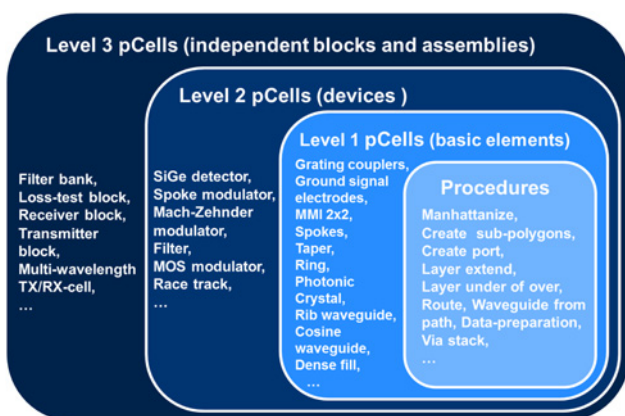 Level 3 pCells (independent blocks and assemblies)
Level 2 pCells (devices )
Level 1 pCells (basic elements)
Procedures
Filter bank,
Loss-test block,
Receiver block,
Transmitter
block,
Multi-wavelength
TX/RX-cell,
…
SiGe detector,
Spoke modulator,
Mach-Zehnder
modulator,
Filter,
MOS modulator,
Race track,
…
Grating couplers,
Ground signal
electrodes,
MMI 2x2,
Spokes,
Taper,
Ring,
Photonic
Crystal,
Rib waveguide,
Cosine
waveguide,
Dense fill,
…
Manhattanize,
Create sub-polygons,
Create port,
Layer extend,
Layer under of over,
Route, Waveguide from
path, Data-preparation,
Via stack,
…